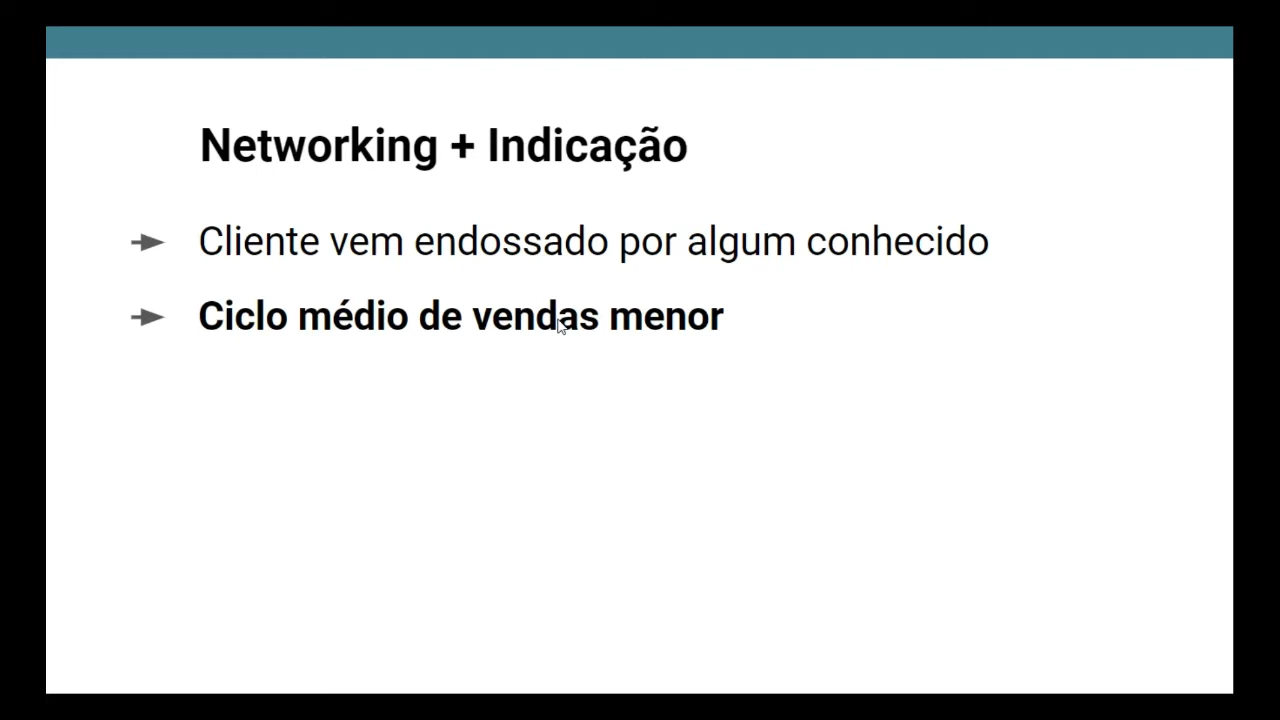 Networking + Indicação
Cliente vem endossado por algum conhecido
Ciclo médio de vendas menor